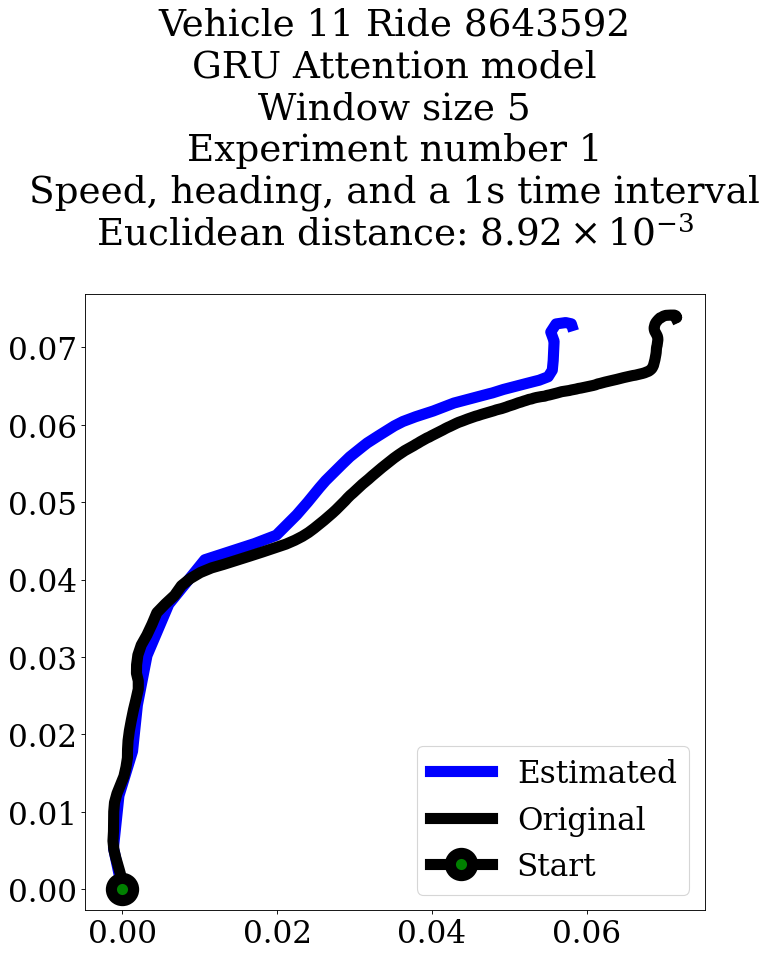 Vehicle 11 Ride 8643592
GRU Attention model
Window size 5
Experiment number 1
Speed, heading, and a 1s time interval
Euclidean distance: 8.92 × 10⁻³
0.07
0.06
0.05
0.04
0.03
0.02
0.01
0.00
Estimated
Original
Start
0.00 0.02 0.04 0.06